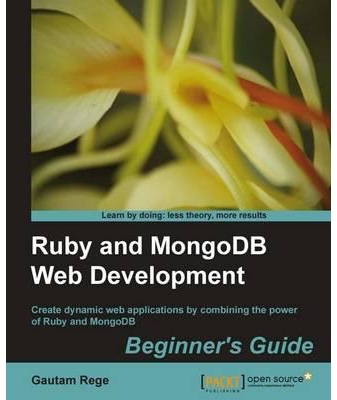 Learn by doing: less theory, more results
Ruby and MongoDB
Web Development
Create dynamic web applications by combining the power
of Ruby and MongoDB
Beginner's Guide
Gautam Rege
[PACKT]
PUBLISHING
open source*